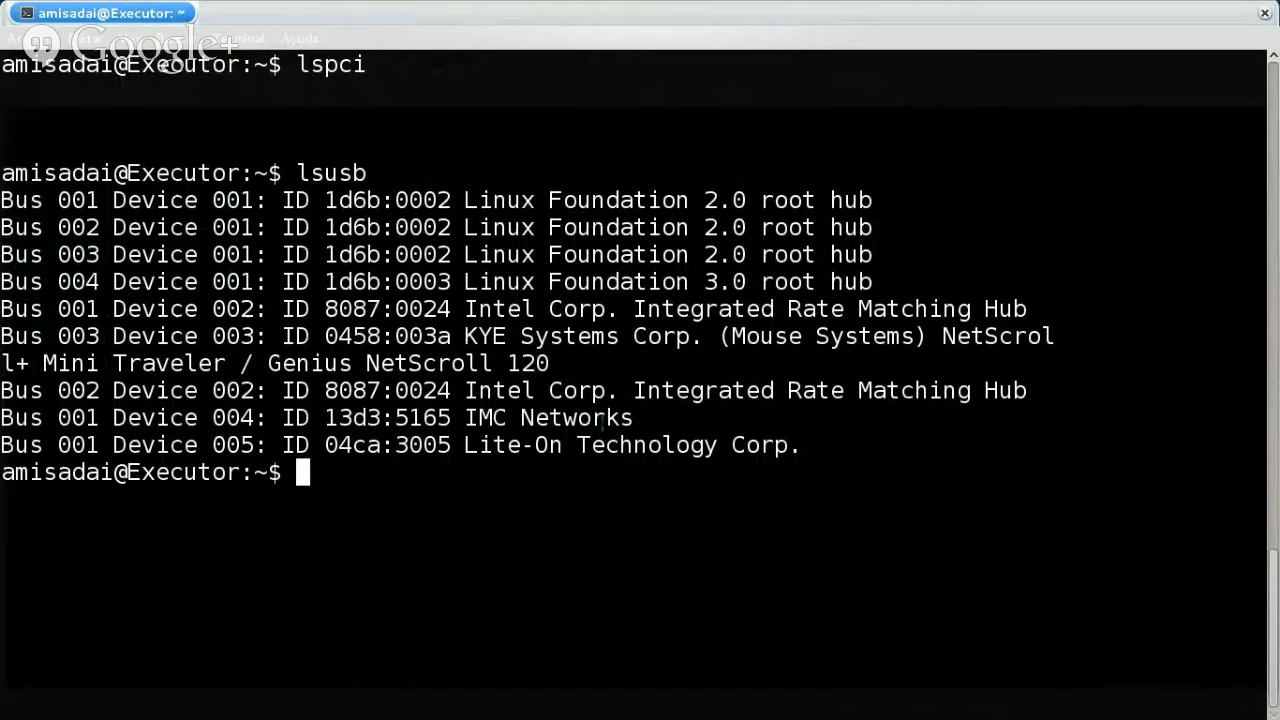 amisadai@Executor: ~
Google+
Terminal Ayuda
amisadai@Executor:~$ lspci
amisadai@Executor:~$ lsusb
Bus 001 Device 001: ID 1d6b:0002 Linux Foundation 2.0 root hub
Bus 002 Device 001: ID 1d6b:0002 Linux Foundation 2.0 root hub
Bus 003 Device 001: ID 1d6b:0002 Linux Foundation 2.0 root hub
Bus 004 Device 001: ID 1d6b:0003 Linux Foundation 3.0 root hub
Bus 001 Device 002: ID 8087:0024 Intel Corp. Integrated Rate Matching Hub
Bus 003 Device 003: ID 0458:003a KYE Systems Corp. (Mouse Systems) NetScrol
l+ Mini Traveler / Genius NetScroll 120
Bus 002 Device 002: ID 8087:0024 Intel Corp. Integrated Rate Matching Hub
Bus 001 Device 004: ID 13d3:5165 IMC Networks
Bus 001 Device 005: ID 04ca:3005 Lite-On Technology Corp.
amisadai@Executor:~$